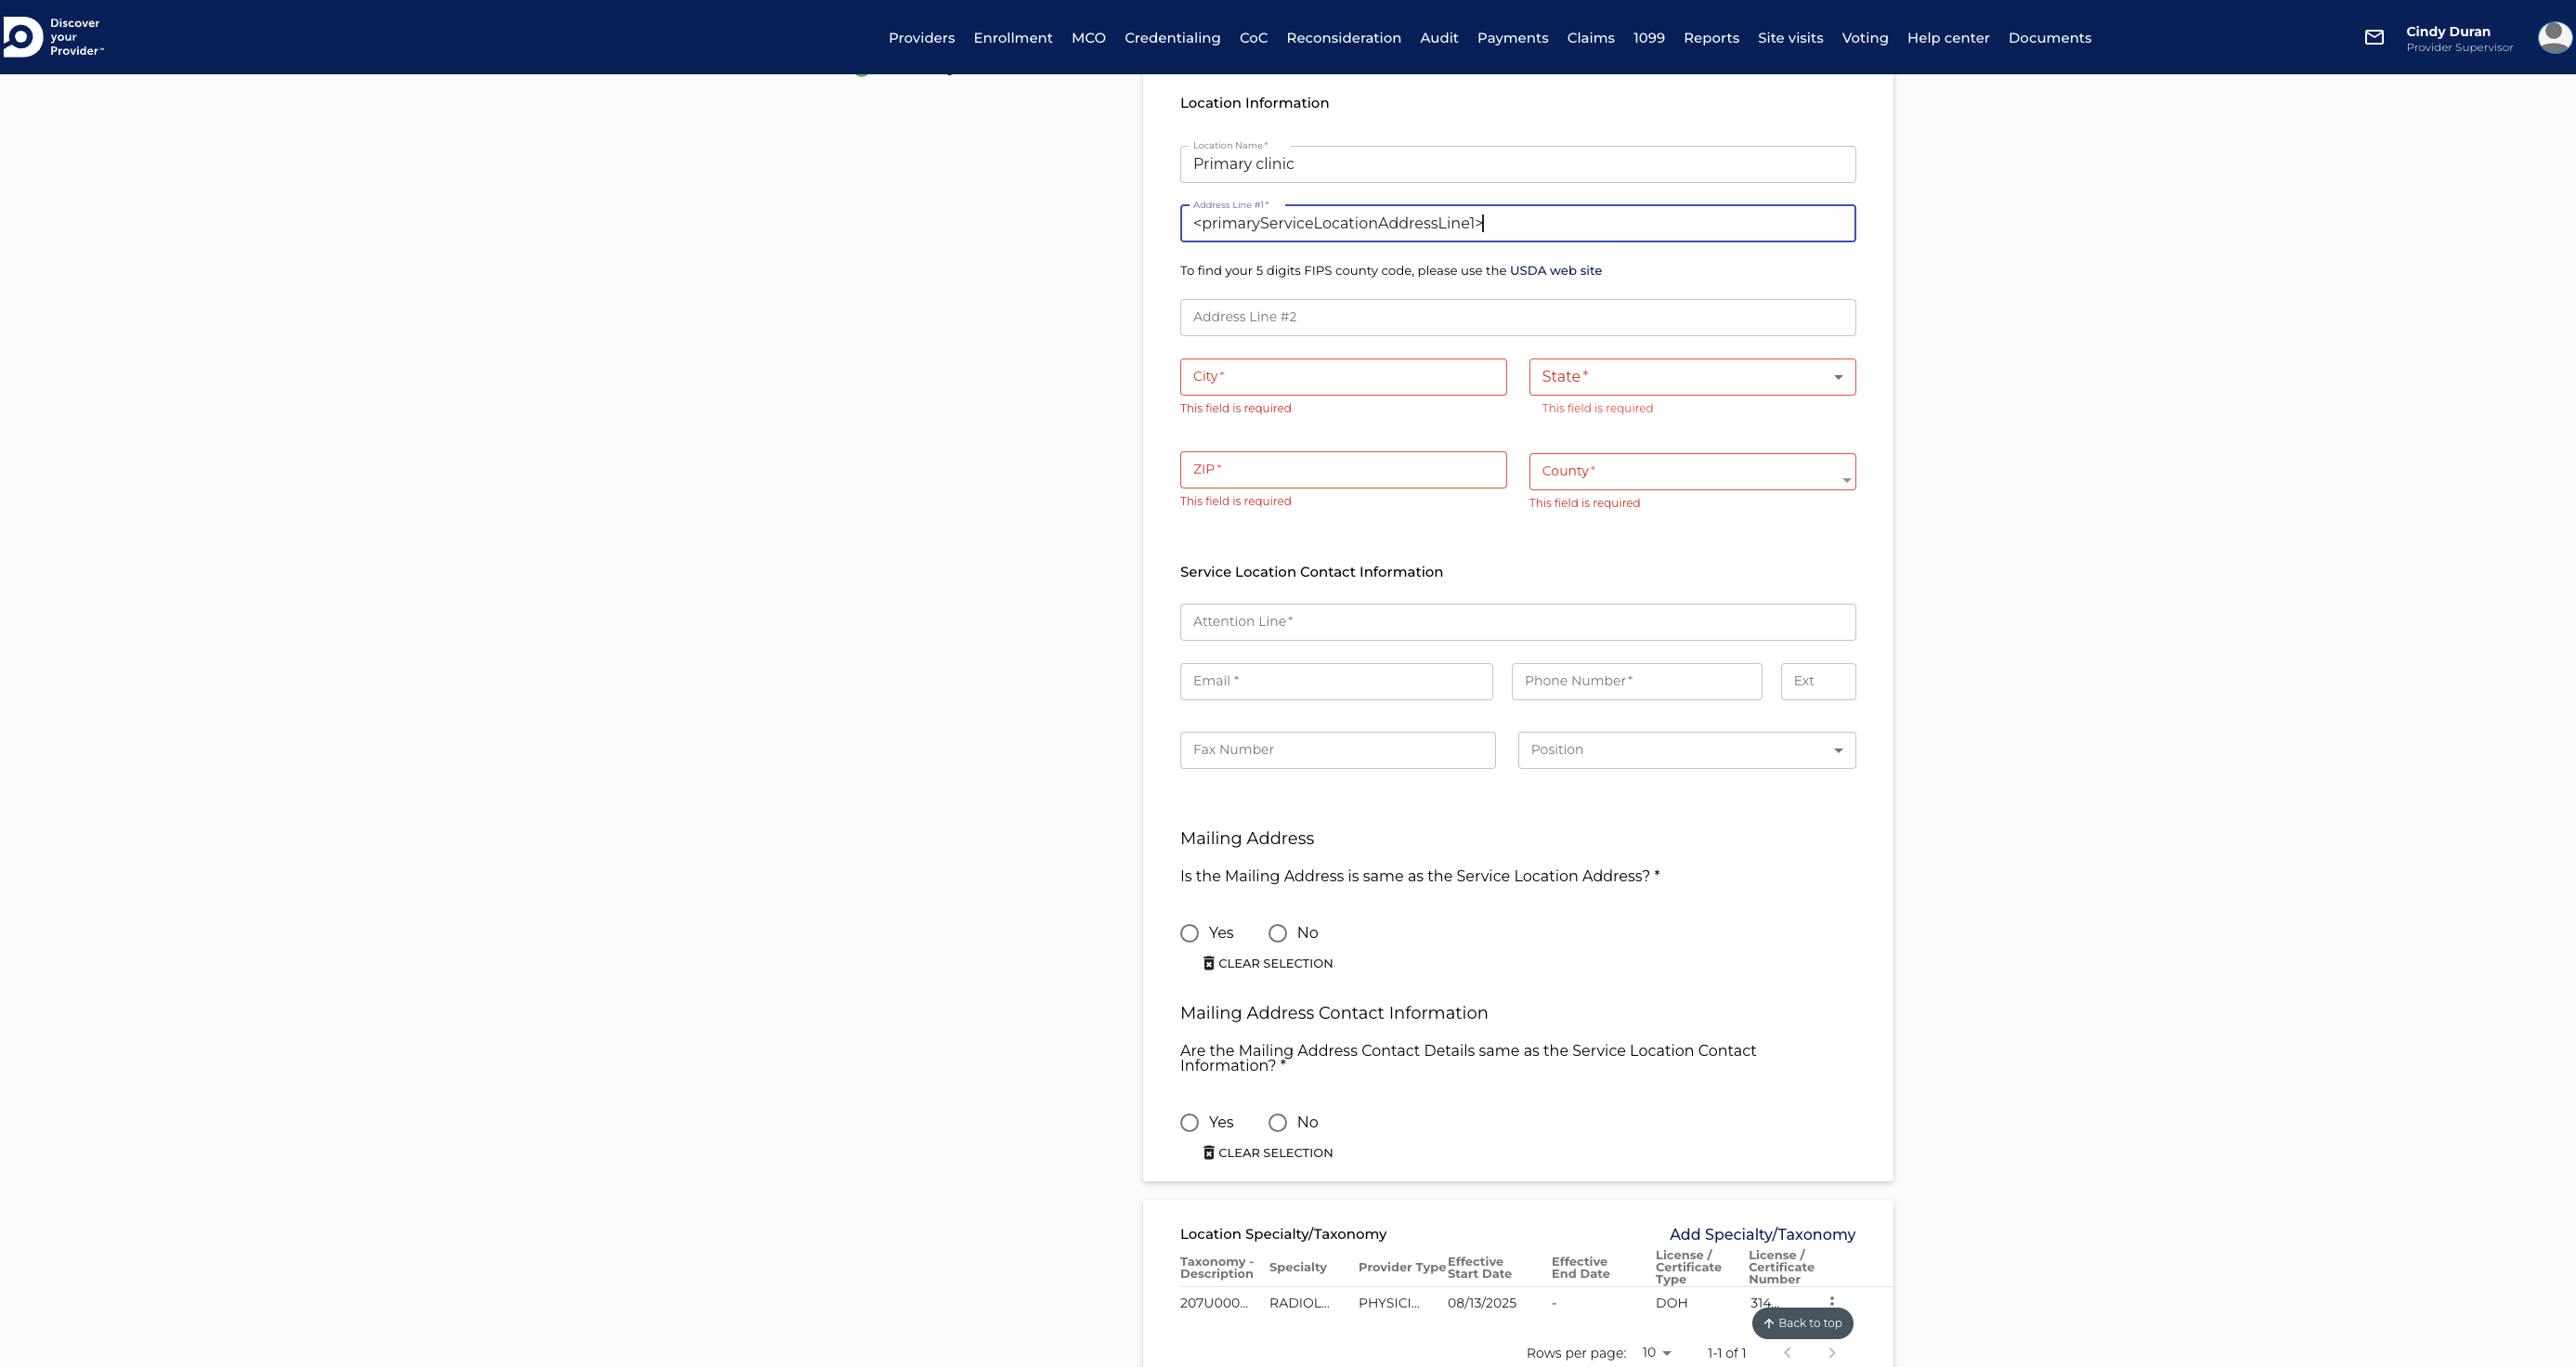 Discover
your
Provider™
Providers Enrollment MCO Credentialing CoC Reconsideration Audit Payments Claims 1099 Reports Site visits Voting Help center Documents
Cindy Duran
Provider Supervisor
Location Information
Location Name *
Primary clinic
Address Line #1 *
<primaryServiceLocationAddressLine1>
To find your 5 digits FIPS county code, please use the USDA web site
Address Line #2
City * State *
This field is required This field is required
ZIP * County *
This field is required This field is required
Service Location Contact Information
Attention Line *
Email * Phone Number * Ext
Fax Number Position
Mailing Address
Is the Mailing Address is same as the Service Location Address? *
Yes No
CLEAR SELECTION
Mailing Address Contact Information
Are the Mailing Address Contact Details same as the Service Location Contact
Information? *
Yes No
CLEAR SELECTION
Location Specialty/Taxonomy Add Specialty/Taxonomy
Taxonomy - Description Specialty Provider Type Effective Start Date Effective End Date License / Certificate Type License / Certificate Number
207U000... RADIOL... PHYSICI... 08/13/2025 - DOH 314...
Back to top
Rows per page: 10 1-1 of 1